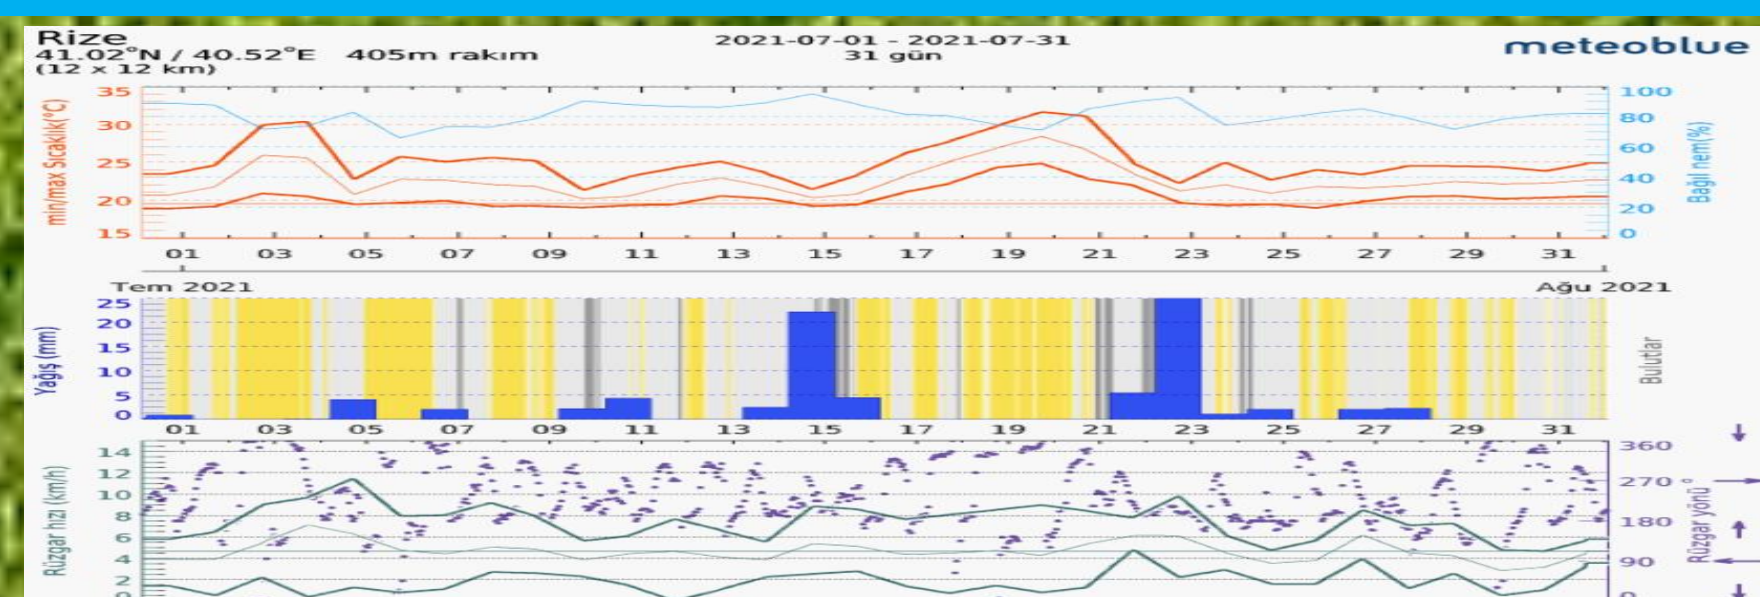 Rize
41.02°N / 40.52°E 405m rakım
(12 x 12 km)
2021-07-01 - 2021-07-31
31 gün
meteoblue
min/max Sıcaklık(°C)
35
30
25
20
15
100
80
60
40
20
0
Bağıl nem(%)
01 03 05 07 09 11 13 15 17 19 21 23 25 27 29 31
Tem 2021 Ağu 2021
Yağış (mm)
25
20
15
10
5
0
Bulutlar
01 03 05 07 09 11 13 15 17 19 21 23 25 27 29 31
Rüzgar hızı (km/h)
14
12
10
8
6
4
2
0
360
270
180
90
0
Rüzgar yönü °